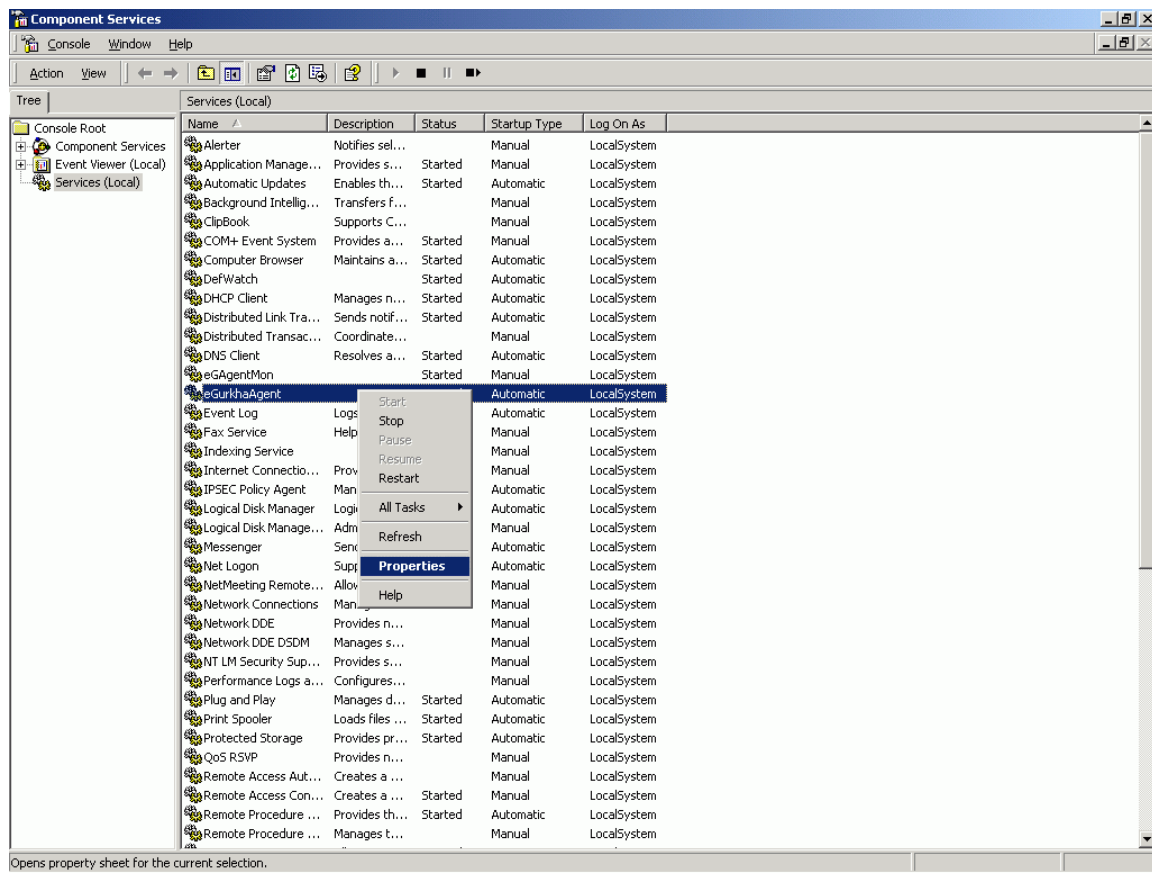 Component Services
Console Window Help
Action View
Tree
Services (Local)
Console Root
Component Services
Event Viewer (Local)
Services (Local)
Name Description Status Startup Type Log On As
Alerter Notifies sel... Manual LocalSystem
Application Manage... Provides s... Started Manual LocalSystem
Automatic Updates Enables th... Started Automatic LocalSystem
Background Intellig... Transfers f... Manual LocalSystem
ClipBook Supports C... Manual LocalSystem
COM+ Event System Provides a... Started Manual LocalSystem
Computer Browser Maintains a... Started Automatic LocalSystem
DefWatch Started Automatic LocalSystem
DHCP Client Manages n... Started Automatic LocalSystem
Distributed Link Tra... Sends notif... Started Automatic LocalSystem
Distributed Transac... Coordinate... Manual LocalSystem
DNS Client Resolves a... Started Automatic LocalSystem
eGAgentMon Started Manual LocalSystem
eGurkhaAgent Automatic LocalSystem
Event Log Logs Automatic LocalSystem
Fax Service Help Manual LocalSystem
Indexing Service Manual LocalSystem
Internet Connectio... Prov Manual LocalSystem
IPSEC Policy Agent Man Automatic LocalSystem
Logical Disk Manager Logi Automatic LocalSystem
Logical Disk Manage... Adm Manual LocalSystem
Messenger Send Automatic LocalSystem
Net Logon Supp Automatic LocalSystem
NetMeeting Remote... Allow Manual LocalSystem
Network Connections Man Manual LocalSystem
Network DDE Provides n... Manual LocalSystem
Network DDE DSDM Manages s... Manual LocalSystem
NT LM Security Sup... Provides s... Manual LocalSystem
Performance Logs a... Configures... Manual LocalSystem
Plug and Play Manages d... Started Automatic LocalSystem
Print Spooler Loads files ... Started Automatic LocalSystem
Protected Storage Provides pr... Started Automatic LocalSystem
QoS RSVP Provides n... Manual LocalSystem
Remote Access Aut... Creates a ... Manual LocalSystem
Remote Access Con... Creates a ... Started Manual LocalSystem
Remote Procedure ... Provides th... Started Automatic LocalSystem
Remote Procedure ... Manages t... Manual LocalSystem
Start
Stop
Pause
Resume
Restart
All Tasks
Refresh
Properties
Help
Opens property sheet for the current selection.